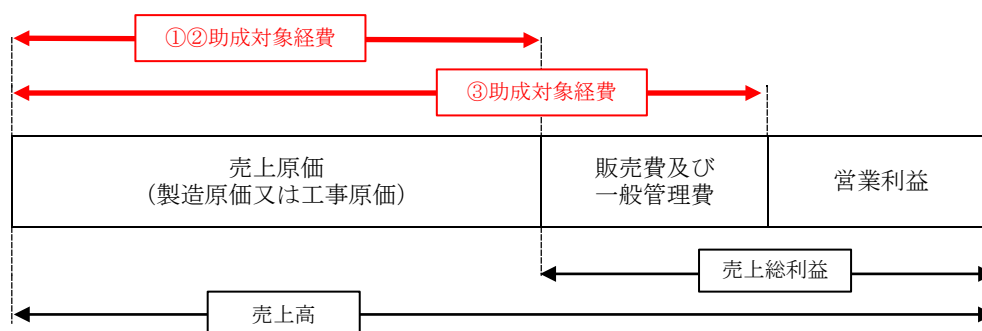 ①②助成対象経費
③助成対象経費
売上原価
（製造原価又は工事原価）
販売費及び
一般管理費
営業利益
売上総利益
売上高